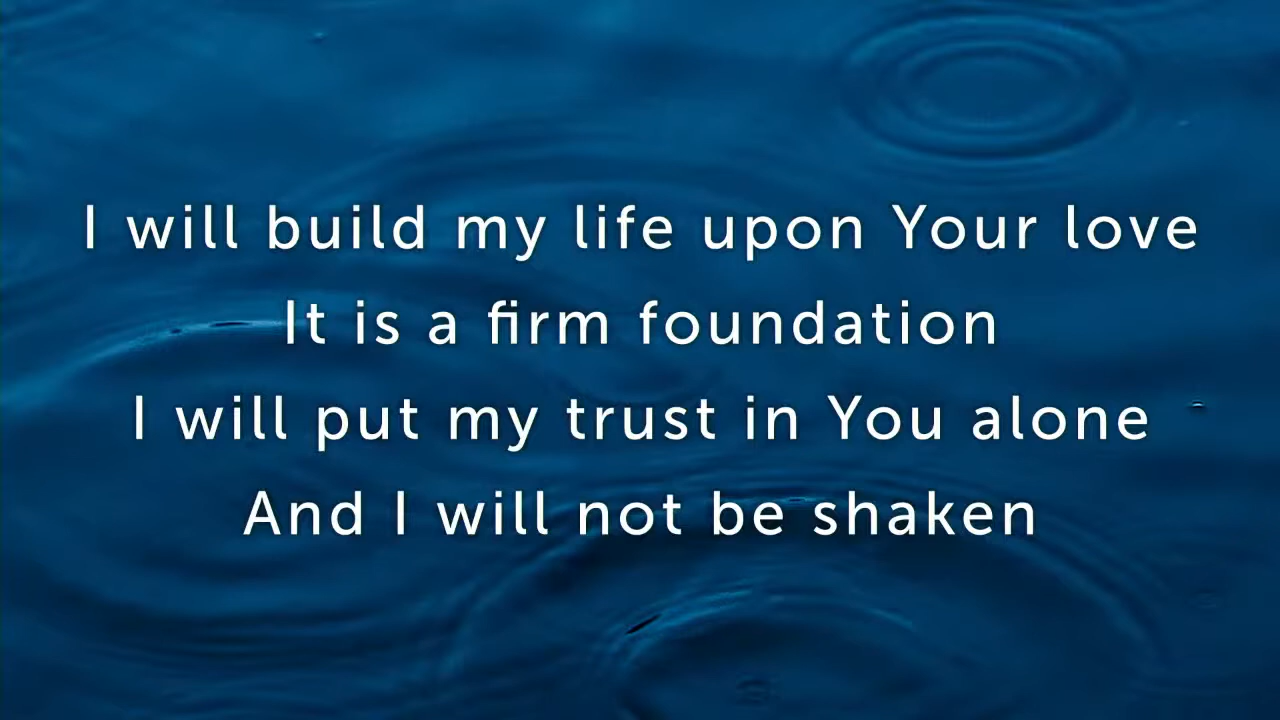 I will build my life upon Your love
It is a firm foundation
I will put my trust in You alone
And I will not be shaken